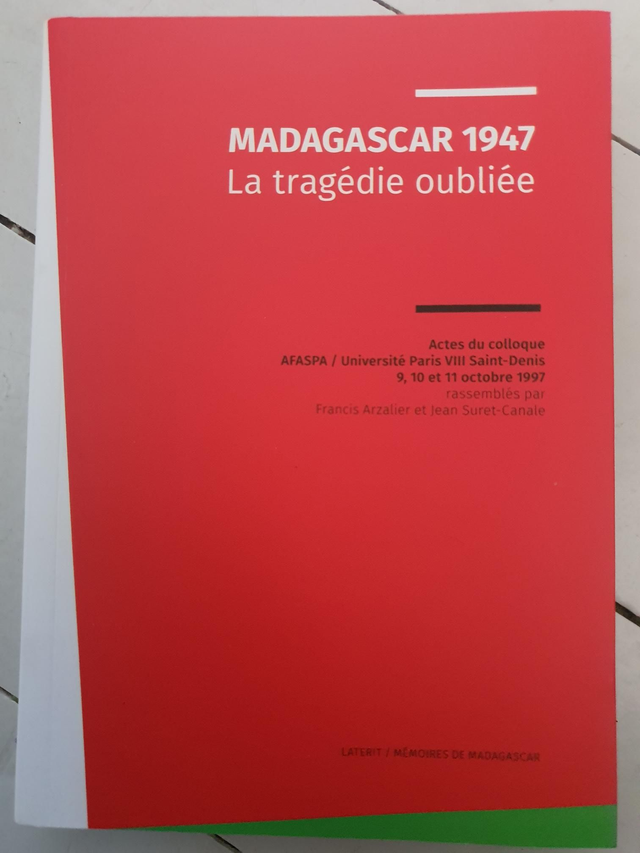 MADAGASCAR 1947
La tragédie oubliée
Actes du colloque
AFASPA / Université Paris VIII Saint-Denis
9, 10 et 11 octobre 1997
rassemblés par
Francis Arzalier et Jean Suret-Canale
LATERIT / MÉMOIRES DE MADAGASCAR